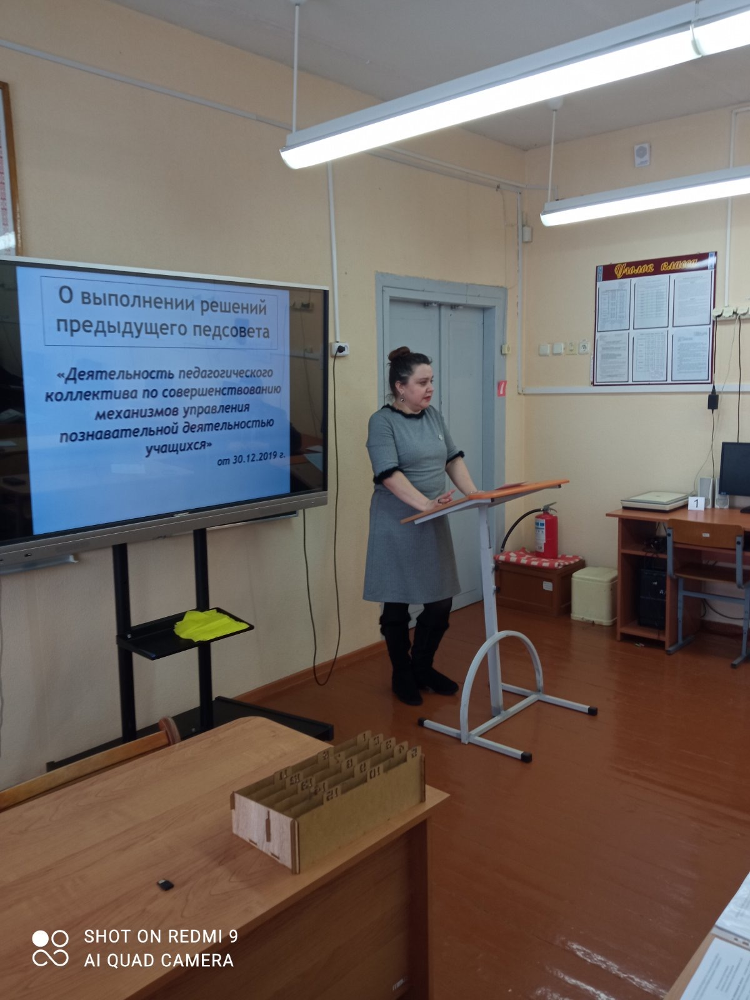 О выполнении решений
предыдущего педсовета
«Деятельность педагогического
коллектива по совершенствованию
механизмов управления
познавательной деятельностью
учащихся»
от 30.12.2019 г.
Уголок класса
1
SHOT ON REDMI 9
AI QUAD CAMERA